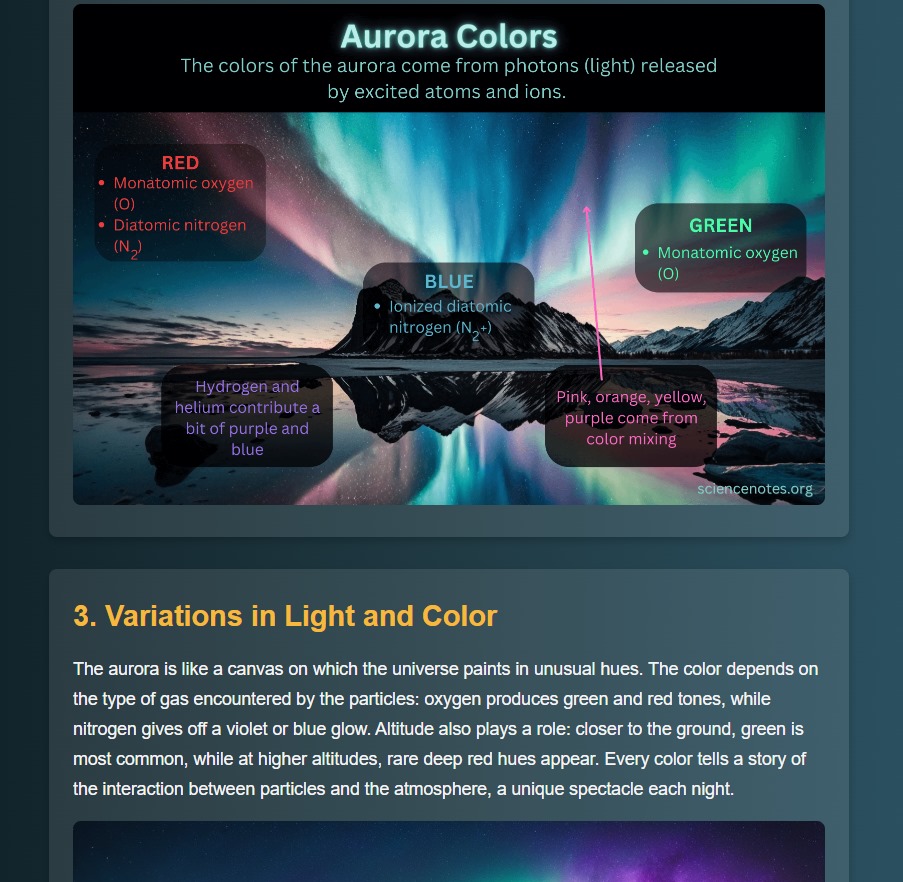 Aurora Colors
The colors of the aurora come from photons (light) released
by excited atoms and ions.
RED
• Monatomic oxygen
(O)
• Diatomic nitrogen
(N2)
GREEN
• Monatomic oxygen
(O)
BLUE
• Ionized diatomic
nitrogen (N2+)
Hydrogen and
helium contribute a
bit of purple and
blue
Pink, orange, yellow,
purple come from
color mixing
sciencenotes.org
3. Variations in Light and Color
The aurora is like a canvas on which the universe paints in unusual hues. The color depends on
the type of gas encountered by the particles: oxygen produces green and red tones, while
nitrogen gives off a violet or blue glow. Altitude also plays a role: closer to the ground, green is
most common, while at higher altitudes, rare deep red hues appear. Every color tells a story of
the interaction between particles and the atmosphere, a unique spectacle each night.